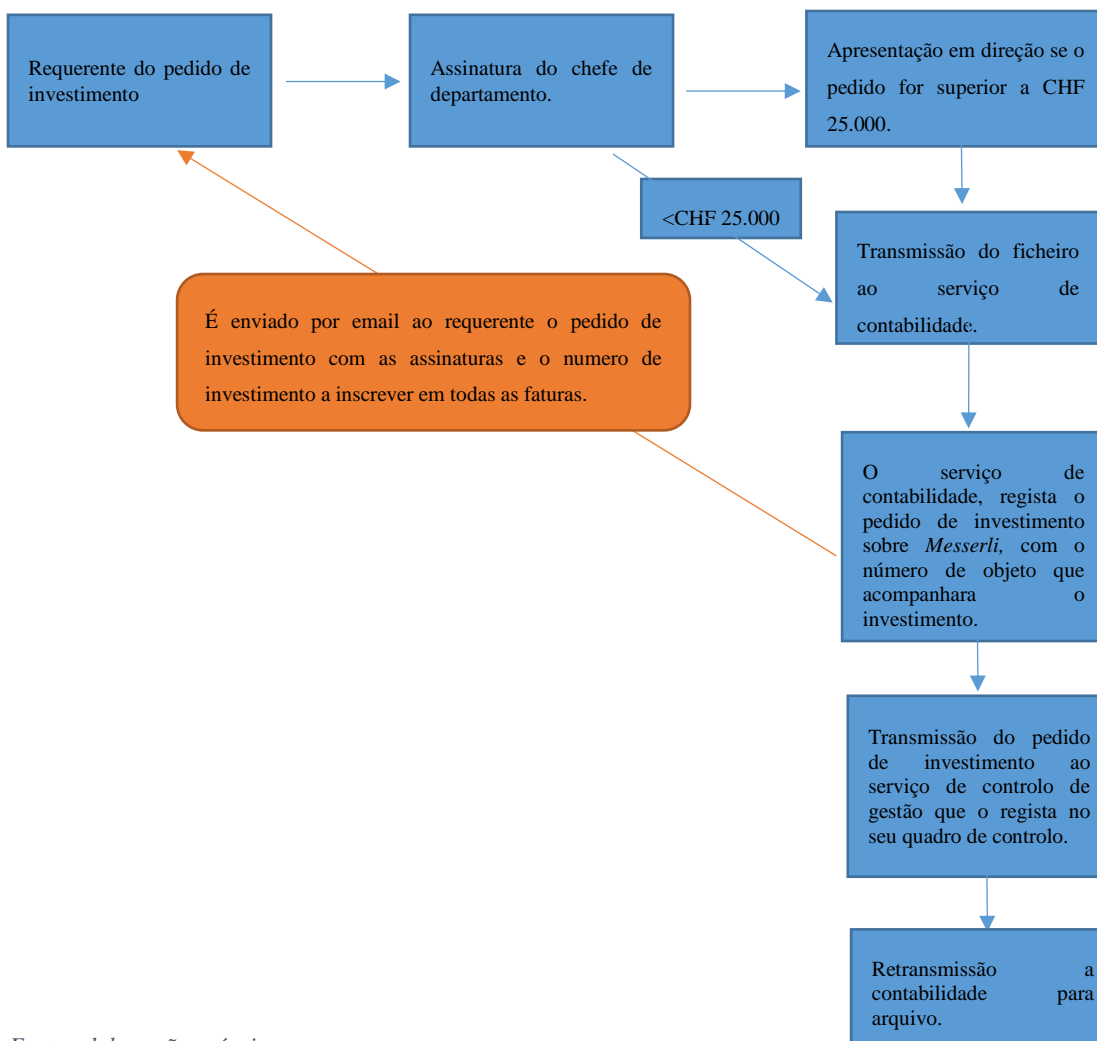 Requerente do pedido de
investimento
Assinatura do chefe de
departamento.
Apresentação em direção se o
pedido for superior a CHF
25.000.
<CHF 25.000
Transmissão do ficheiro
ao serviço de
contabilidade.
É enviado por email ao requerente o pedido de
investimento com as assinaturas e o numero de
investimento a inscrever em todas as faturas.
O serviço de
contabilidade, regista o
pedido de investimento
sobre Messerli, com o
número de objeto que
acompanhara o
investimento.
Transmissão do pedido
de investimento ao
serviço de controlo de
gestão que o regista no
seu quadro de controlo.
Retransmissão a
contabilidade para
arquivo.